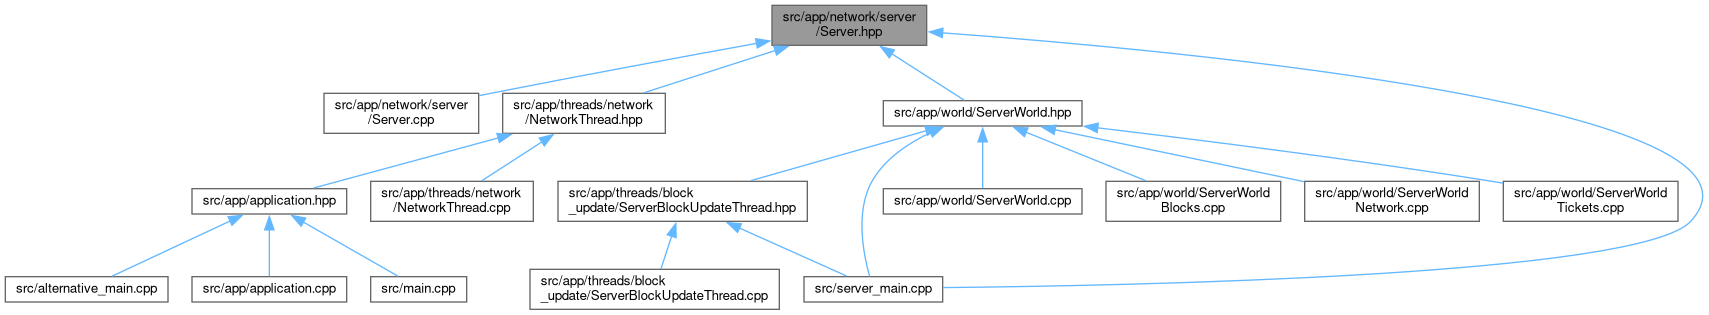 src/app/network/server
/Server.hpp
src/app/network/server
/Server.cpp
src/app/threads/network
/NetworkThread.hpp
src/app/world/ServerWorld.hpp
src/app/application.hpp
src/app/threads/network
/NetworkThread.cpp
src/app/threads/block
_update/ServerBlockUpdateThread.hpp
src/app/world/ServerWorld.cpp
src/app/world/ServerWorld
Blocks.cpp
src/app/world/ServerWorld
Network.cpp
src/app/world/ServerWorld
Tickets.cpp
src/alternative_main.cpp
src/app/application.cpp
src/main.cpp
src/app/threads/block
_update/ServerBlockUpdateThread.cpp
src/server_main.cpp